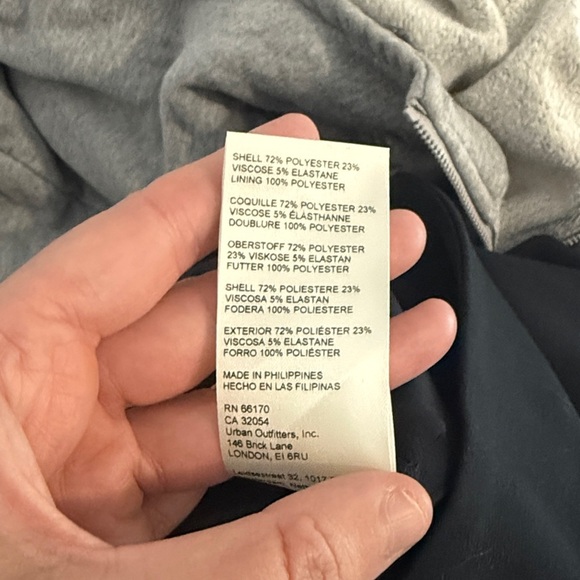 SHELL 72% POLYESTER 23%
VISCOSE 5% ELASTANE
LINING 100% POLYESTER
COQUILLE 72% POLYESTER 23%
VISCOSE 5% ÉLASTHANNE
DOUBLURE 100% POLYESTER
OBERSTOFF 72% POLYESTER
23% VISKOSE 5% ELASTAN
FUTTER 100% POLYESTER
SHELL 72% POLIESTERE 23%
VISCOSA 5% ELASTAN
FODERA 100% POLIESTERE
EXTERIOR 72% POLIÉSTER 23%
VISCOSA 5% ELASTANE
FORRO 100% POLIÉSTER
MADE IN PHILIPPINES
HECHO EN LAS FILIPINAS
RN 66170
CA 32054
Urban Outfitters, Inc.
146 Brick Lane
LONDON, EI 6RU
32, 1017